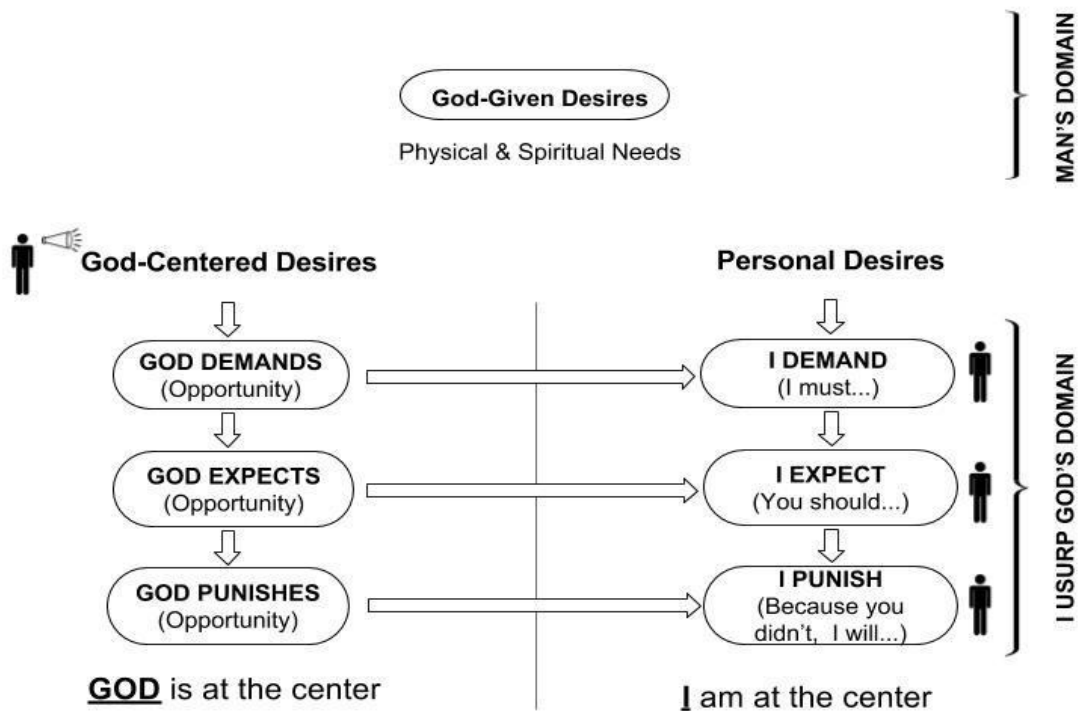 MAN'S DOMAIN
God-Given Desires
Physical & Spiritual Needs
God-Centered Desires
Personal Desires
GOD DEMANDS
(Opportunity)
I DEMAND
(I must...)
GOD EXPECTS
(Opportunity)
I EXPECT
(You should...)
GOD PUNISHES
(Opportunity)
I PUNISH
(Because you
didn't, I will...)
I USURP GOD'S DOMAIN
GOD is at the center
I am at the center